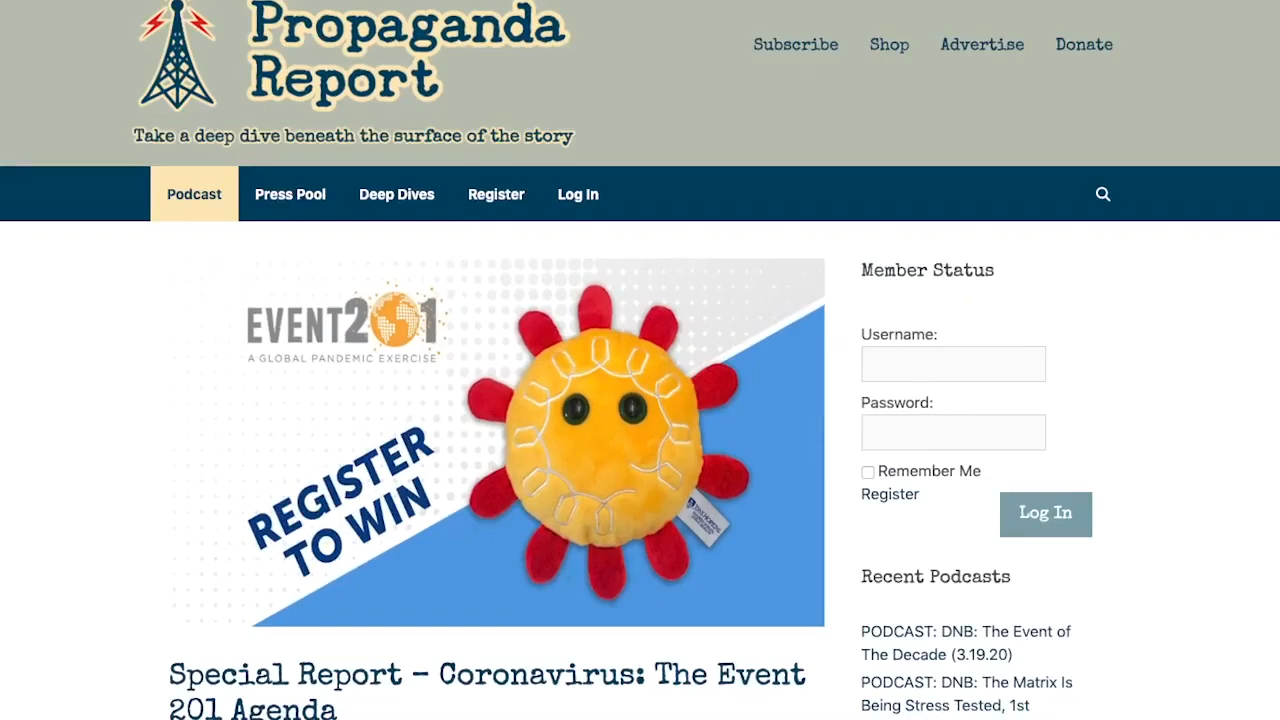 Propaganda
Report
Take a deep dive beneath the surface of the story
Subscribe Shop Advertise Donate
Podcast Press Pool Deep Dives Register Log In
EVENT201
A GLOBAL PANDEMIC EXERCISE
REGISTER
TO WIN
Special Report – Coronavirus: The Event
201 Agenda
Member Status
Username:
Password:
Remember Me
Register
Log In
Recent Podcasts
PODCAST: DNB: The Event of
The Decade (3.19.20)
PODCAST: DNB: The Matrix Is
Being Stress Tested, 1st